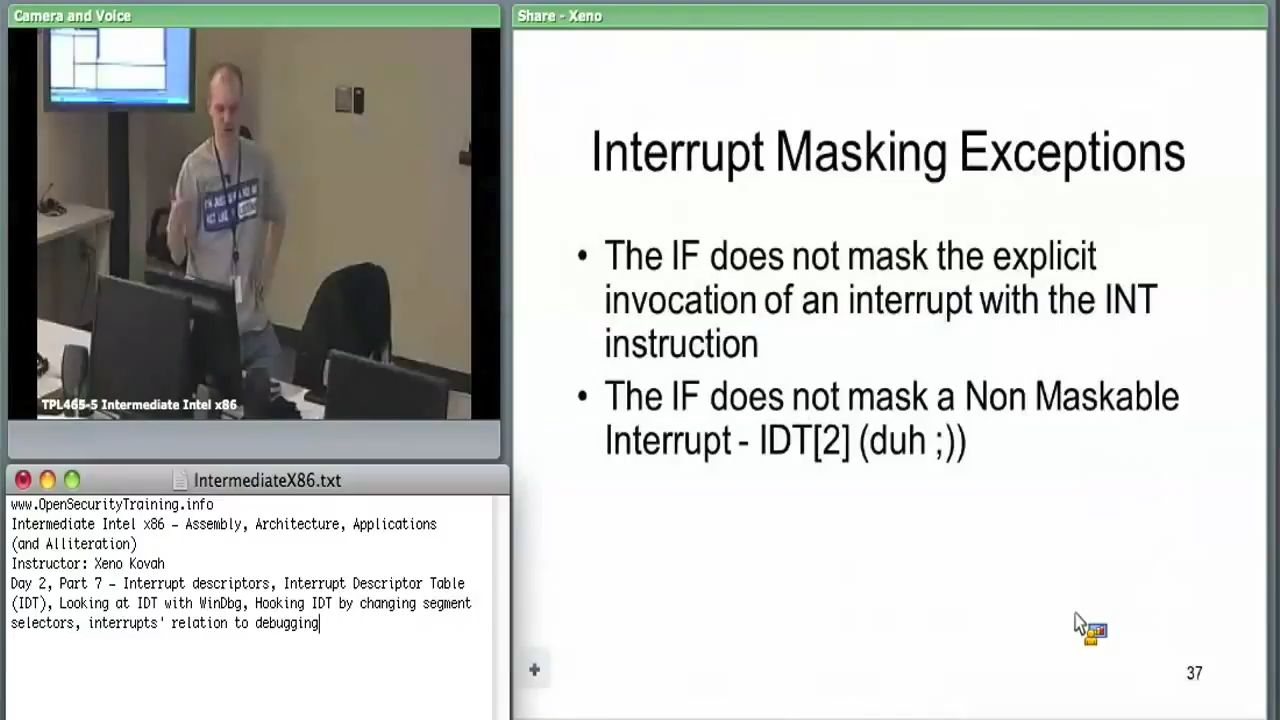 Camera and Voice
TPL465-5 Intermediate Intel x86
Share - Xeno
Interrupt Masking Exceptions
• The IF does not mask the explicit
invocation of an interrupt with the INT
instruction
• The IF does not mask a Non Maskable
Interrupt - IDT[2] (duh ;))
37
IntermediateX86.txt
www.OpenSecurityTraining.info
Intermediate Intel x86 – Assembly, Architecture, Applications
(and Alliteration)
Instructor: Xeno Kovah
Day 2, Part 7 – Interrupt descriptors, Interrupt Descriptor Table
(IDT), Looking at IDT with WinDbg, Hooking IDT by changing segment
selectors, interrupts' relation to debugging